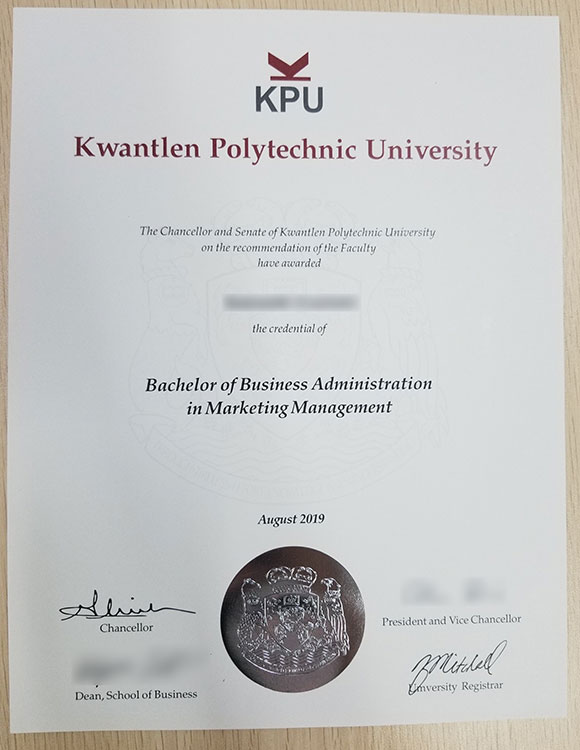 KPU
Kwantlen Polytechnic University
The Chancellor and Senate of Kwantlen Polytechnic University
on the recommendation of the Faculty
have awarded
the credential of
Bachelor of Business Administration
in Marketing Management
August 2019
Chancellor
President and Vice Chancellor
Mitchell
Dean, School of Business
University Registrar